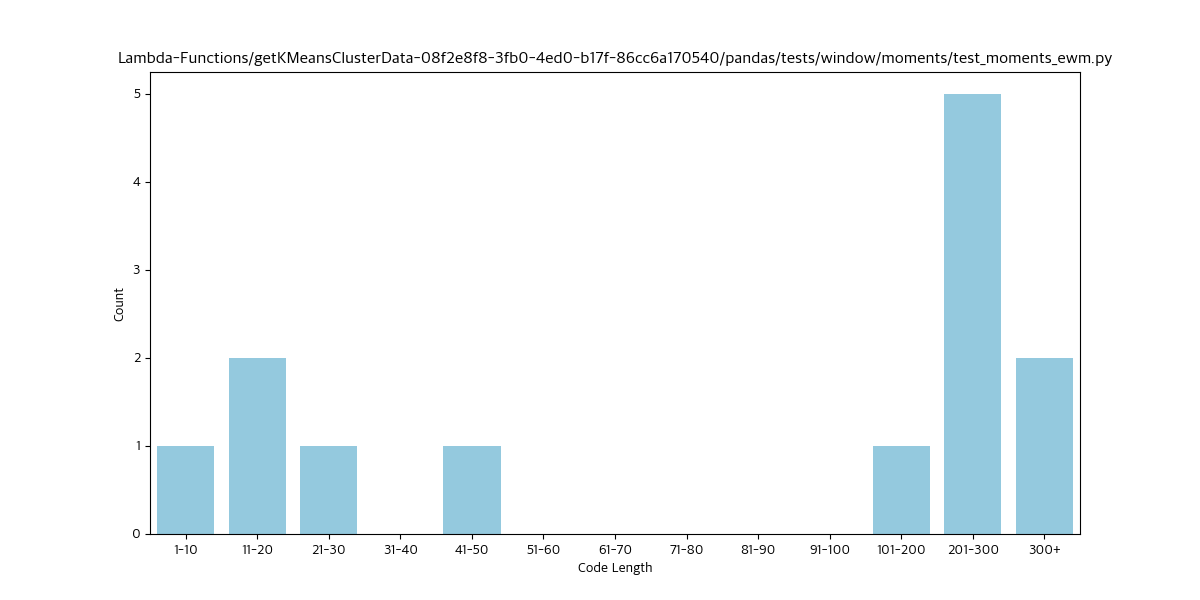 Lambda-Functions/getKMeansClusterData-08f2e8f8-3fb0-4ed0-b17f-86cc6a170540/pandas/tests/window/moments/test_moments_ewm.py
5
4
3
2
1
0
Count
1-10 11-20 21-30 31-40 41-50 51-60 61-70 71-80 81-90 91-100 101-200 201-300 300+
Code Length